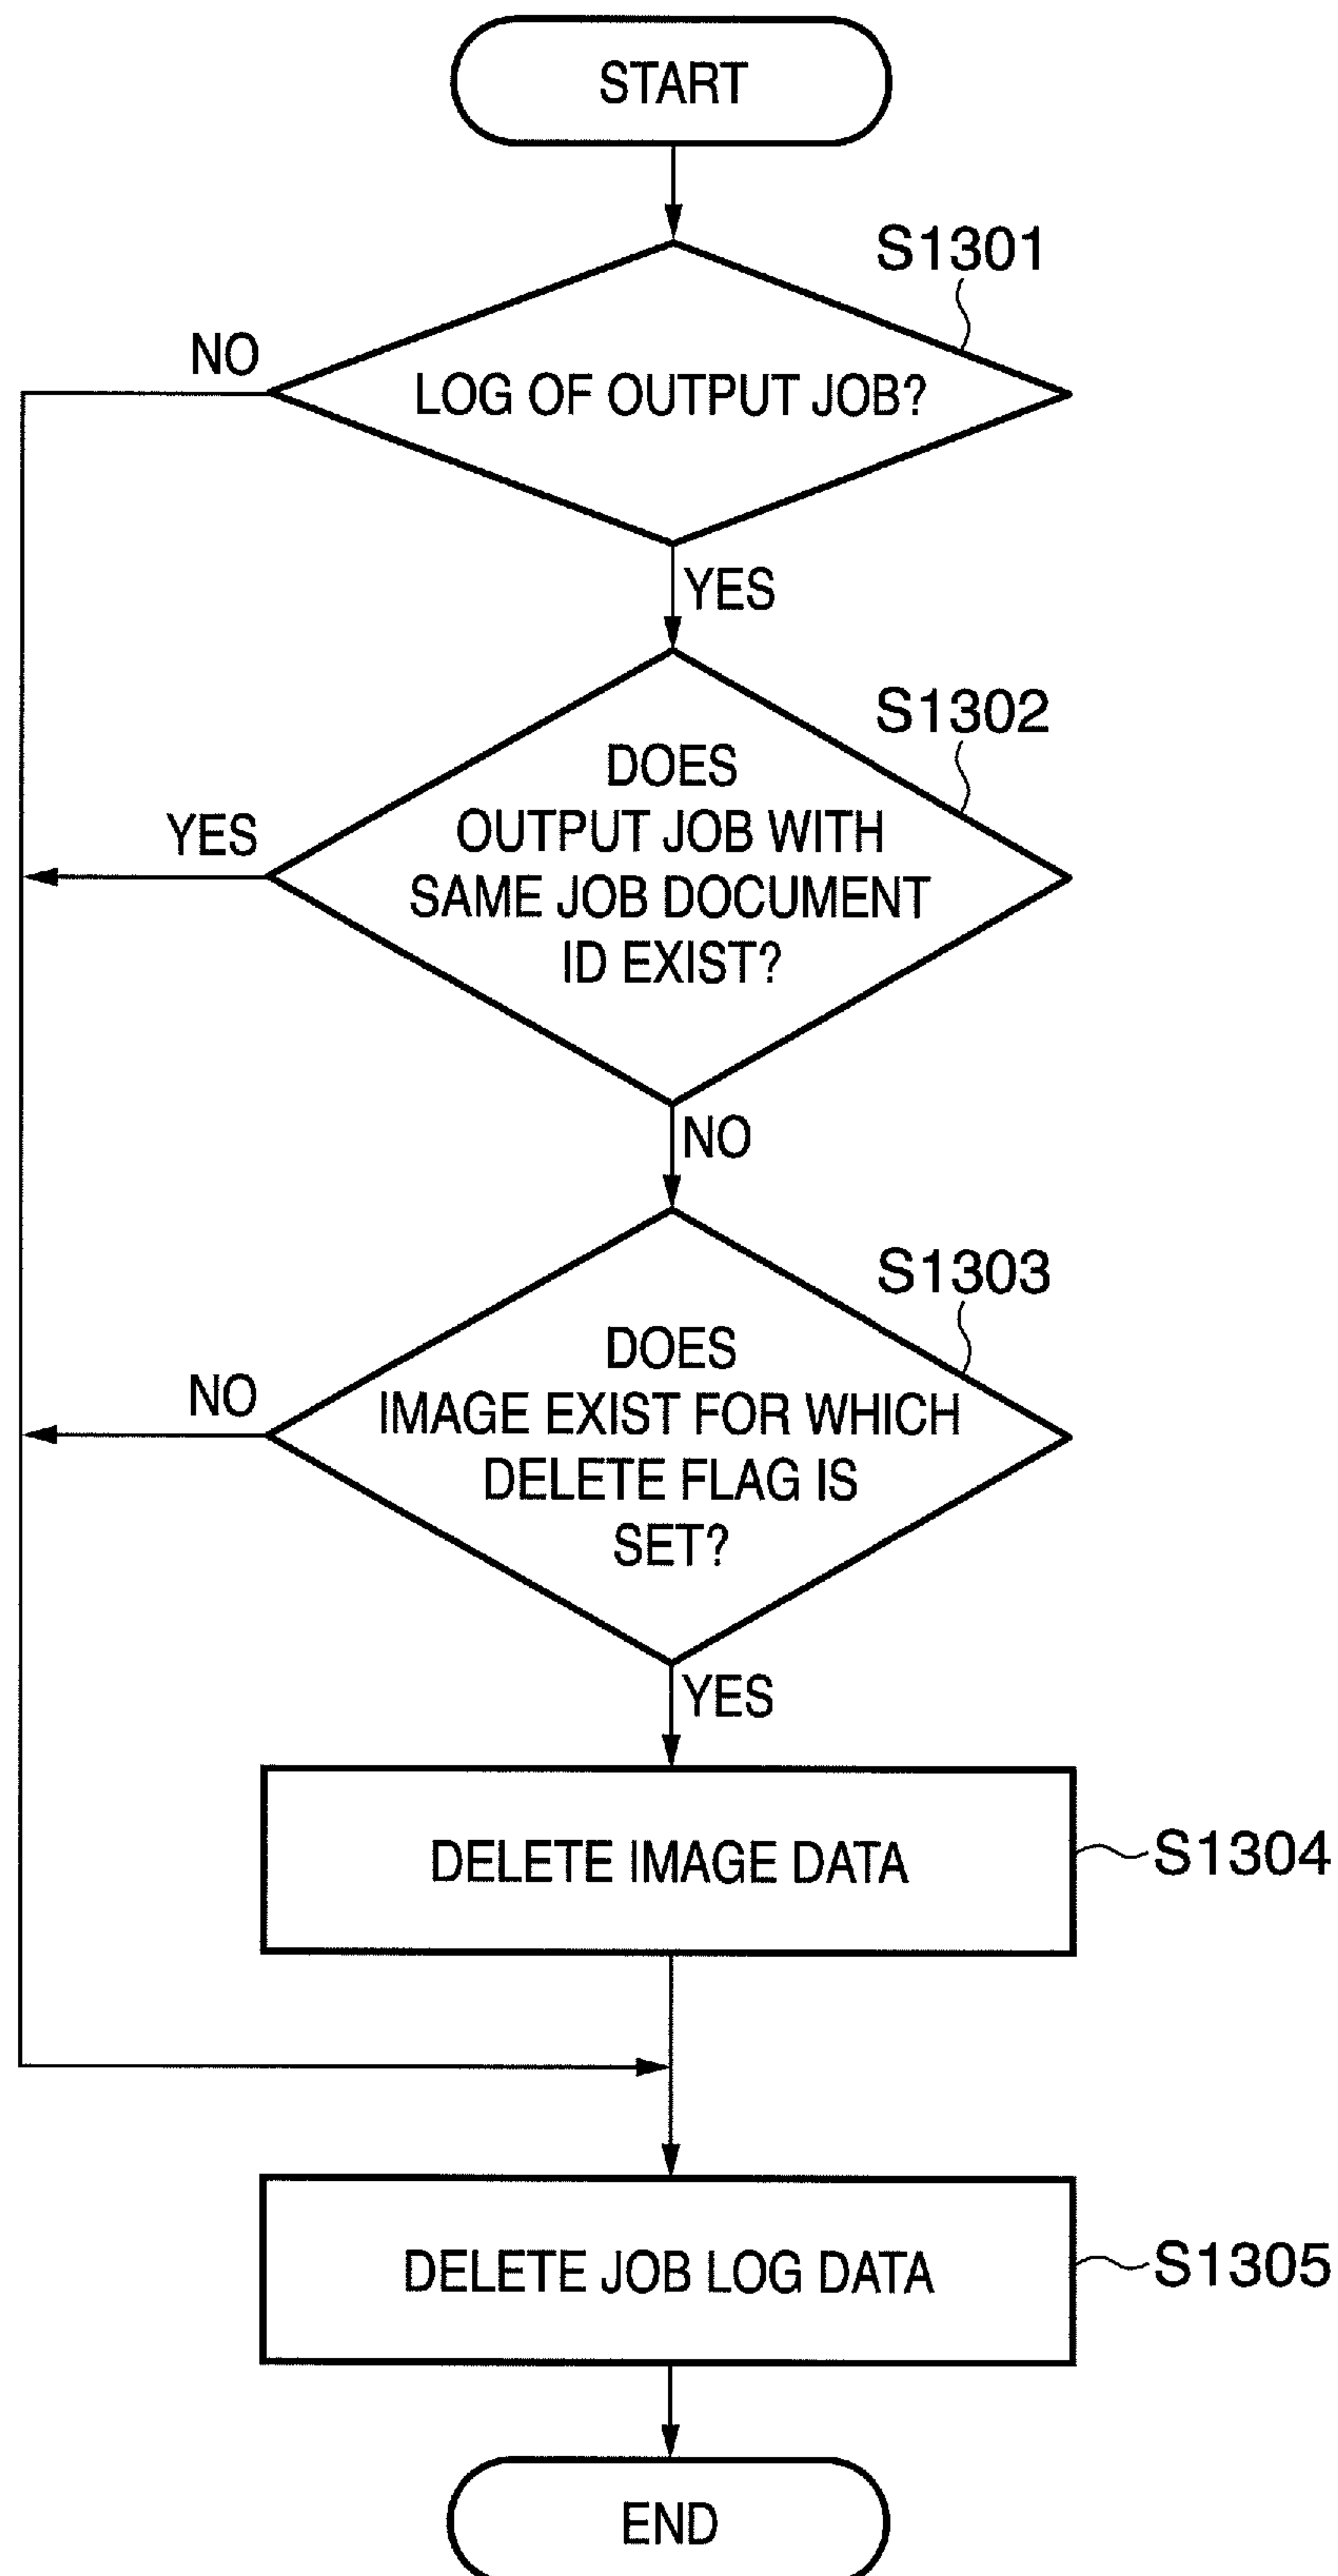 START
S1301
NO
LOG OF OUTPUT JOB?
YES
S1302
DOES
OUTPUT JOB WITH
SAME JOB DOCUMENT
ID EXIST?
YES
NO
S1303
DOES
IMAGE EXIST FOR WHICH
DELETE FLAG IS
SET?
NO
YES
DELETE IMAGE DATA
S1304
DELETE JOB LOG DATA
S1305
END